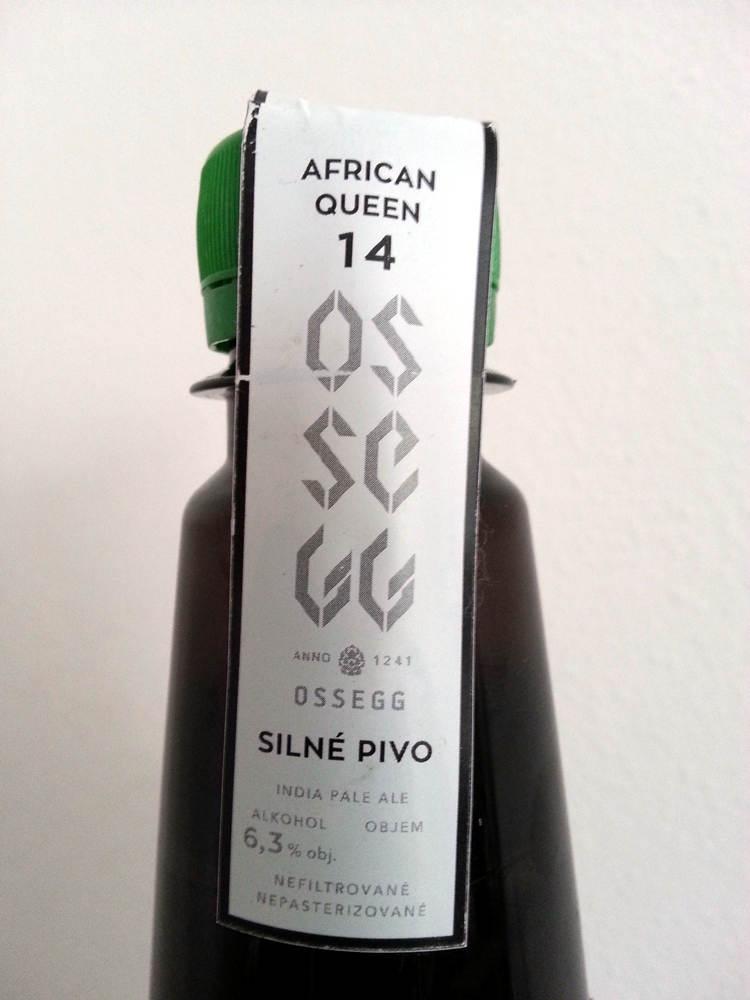 AFRICAN
QUEEN
14
OS
Se
GG
ANNO 1241
OSSEGG
SILNÉ PIVO
INDIA PALE ALE
ALKOHOL OBJEM
6,3 % obj.
NEFILTROVANÉ
NEPASTERIZOVANÉ